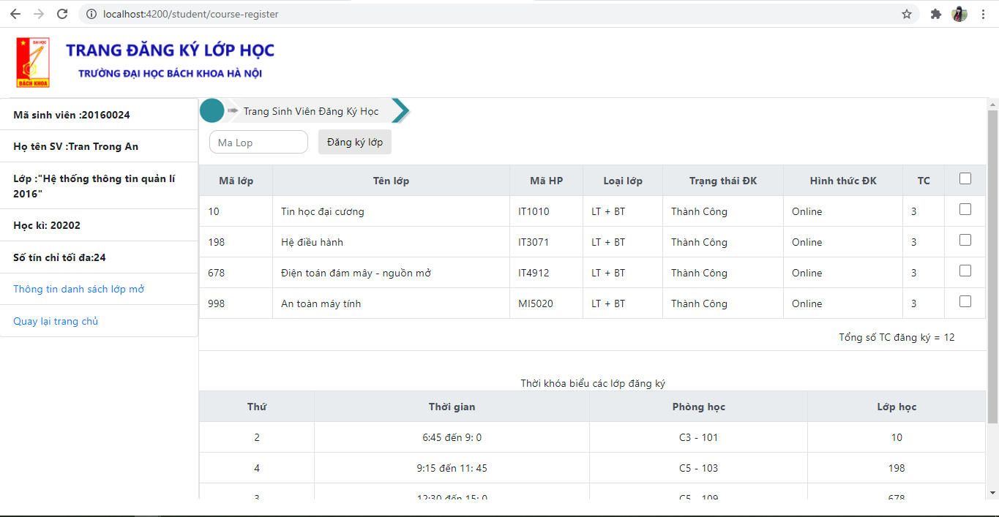 localhost:4200/student/course-register
ĐẠI HỌC
BÁCH KHOA
TRANG ĐĂNG KÝ LỚP HỌC
TRƯỜNG ĐẠI HỌC BÁCH KHOA HÀ NỘI
Mã sinh viên :20160024
Họ tên SV :Tran Trong An
Lớp :"Hệ thống thông tin quản lí
2016"
Học kì: 20202
Số tín chỉ tối đa:24
Thông tin danh sách lớp mở
Quay lại trang chủ
Trang Sinh Viên Đăng Ký Học
Ma Lop Đăng ký lớp
Mã lớp Tên lớp Mã HP Loại lớp Trạng thái ĐK Hình thức ĐK TC
10 Tin học đại cương IT1010 LT + BT Thành Công Online 3
198 Hệ điều hành IT3071 LT + BT Thành Công Online 3
678 Điện toán đám mây - nguồn mở IT4912 LT + BT Thành Công Online 3
998 An toàn máy tính MI5020 LT + BT Thành Công Online 3
Tổng số TC đăng ký = 12
Thời khóa biểu các lớp đăng ký
Thứ Thời gian Phòng học Lớp học
2 6:45 đến 9: 0 C3 - 101 10
4 9:15 đến 11: 45 C5 - 103 198
3 12:30 đến 15: 0 C5 - 109 678